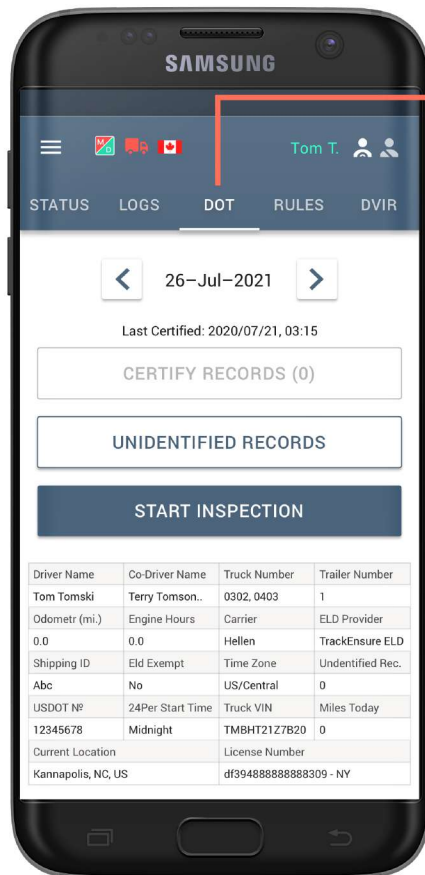 SAMSUNG
M/D Tom T.
STATUS LOGS DOT RULES DVIR
26–Jul–2021
Last Certified: 2020/07/21, 03:15
CERTIFY RECORDS (0)
UNIDENTIFIED RECORDS
START INSPECTION
Driver Name Co-Driver Name Truck Number Trailer Number
Tom Tomski Terry Tomson.. 0302, 0403 1
Odometr (mi.) Engine Hours Carrier ELD Provider
0.0 0.0 Hellen TrackEnsure ELD
Shipping ID Eld Exempt Time Zone Undentified Rec.
Abc No US/Central 0
USDOT Nº 24Per Start Time Truck VIN Miles Today
12345678 Midnight TMBHT21Z7B20 0
Current Location License Number
Kannapolis, NC, US df394888888888309 - NY